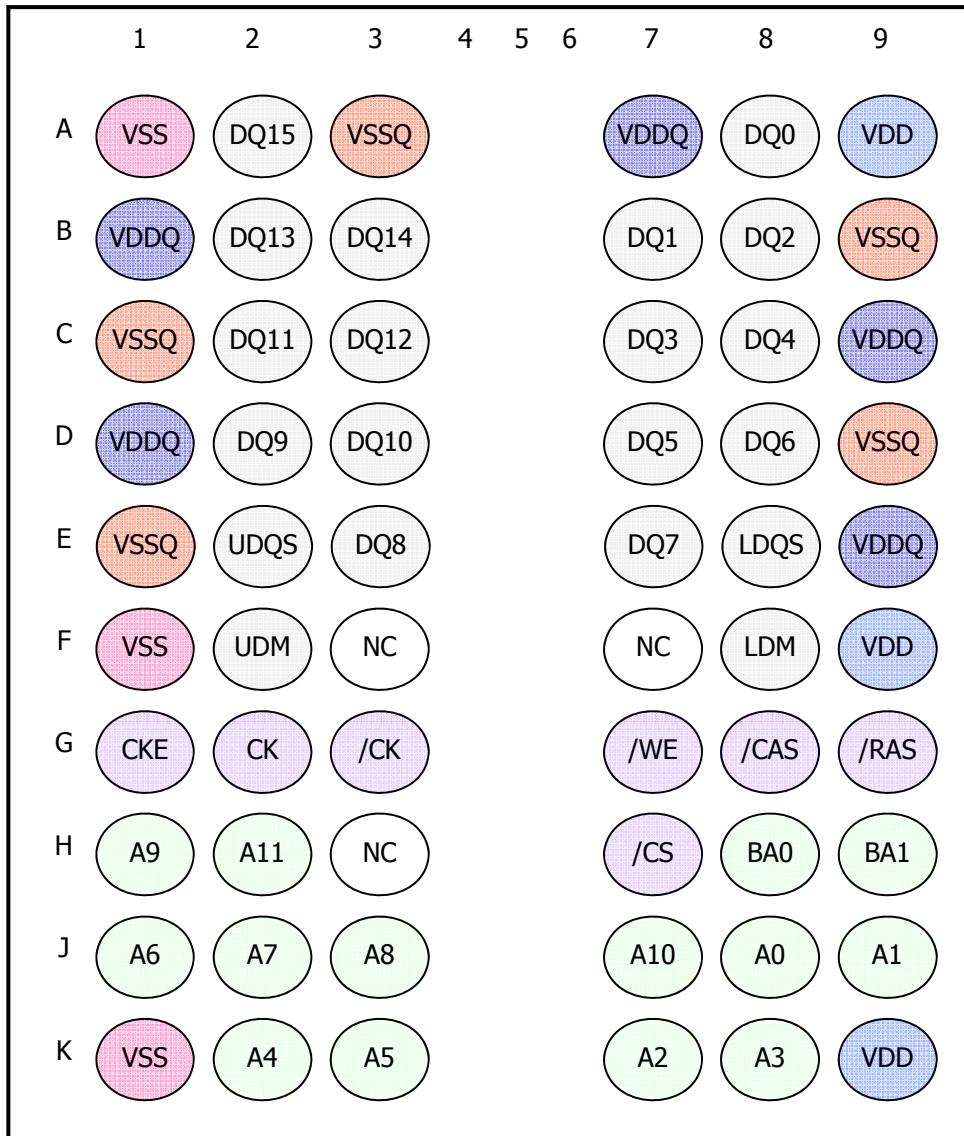 1 2 3 4 5 6 7 8 9
A VSS DQ15 VSSQ VDDQ DQ0 VDD
B VDDQ DQ13 DQ14 DQ1 DQ2 VSSQ
C VSSQ DQ11 DQ12 DQ3 DQ4 VDDQ
D VDDQ DQ9 DQ10 DQ5 DQ6 VSSQ
E VSSQ UDQS DQ8 DQ7 LDQS VDDQ
F VSS UDM NC NC LDM VDD
G CKE CK /CK /WE /CAS /RAS
H A9 A11 NC /CS BA0 BA1
J A6 A7 A8 A10 A0 A1
K VSS A4 A5 A2 A3 VDD